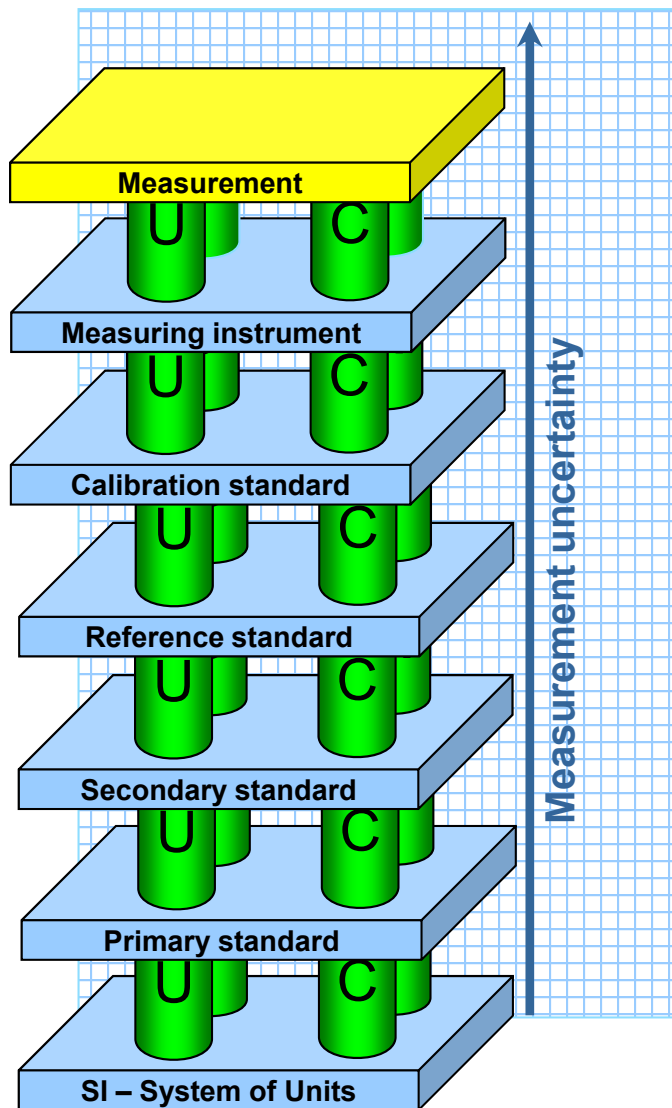 Measurement
U C
Measuring instrument
U C
Calibration standard
U C
Reference standard
U C
Secondary standard
U C
Primary standard
U C
SI – System of Units
Measurement uncertainty